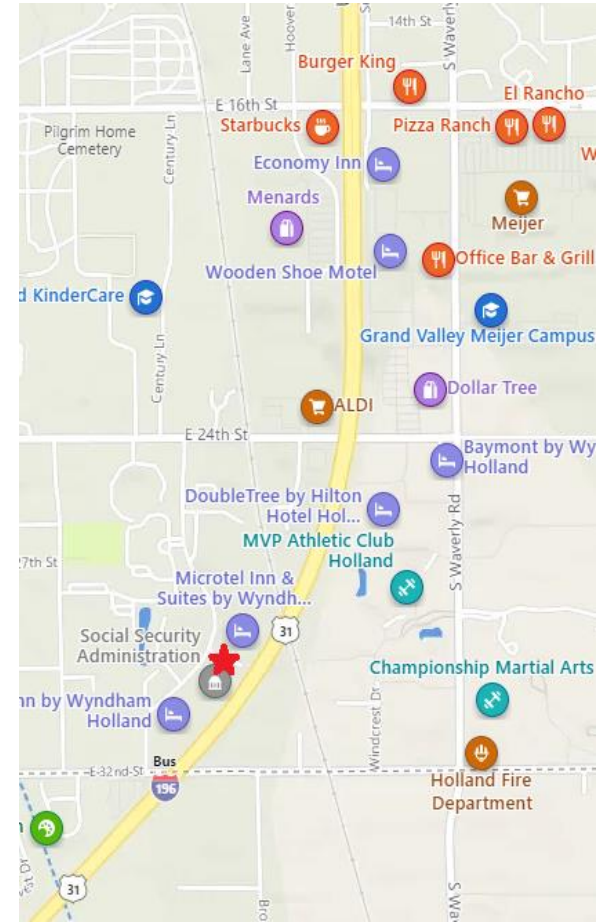 14th St
Lane Ave
Hoover
S Waverly
Burger King
E 16th St
El Rancho
Starbucks
Pizza Ranch
Pilgrim Home
Cemetery
Century Ln
Economy Inn
W
Menards
Meijer
Wooden Shoe Motel
Office Bar & Grill
d KinderCare
Grand Valley Meijer Campus
Century Ln
Dollar Tree
ALDI
E 24th St
Baymont by Wy
Holland
DoubleTree by Hilton
Hotel Hol...
S Waverly Rd
MVP Athletic Club
Holland
27th St
Microtel Inn &
Suites by Wyndh...
31
Social Security
Administration
Championship Martial Arts
nn by Wyndham
Holland
Windcrest Dr
Bus
196
E 32nd St
Holland Fire
Department
31
Dr
Bro
S Wa